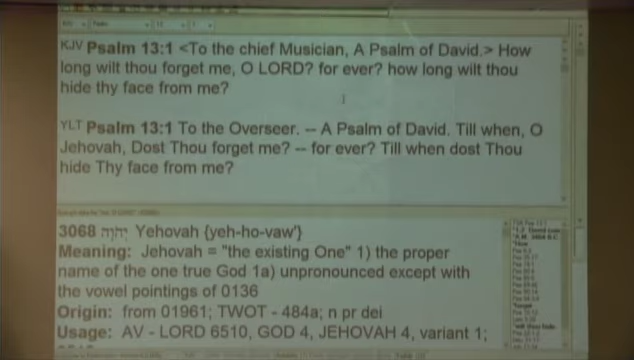 KJV Psalm 13:1 <To the chief Musician, A Psalm of David.> How
long wilt thou forget me, O LORD? for ever? how long wilt thou
hide thy face from me?
YLT Psalm 13:1 To the Overseer. -- A Psalm of David. Till when, O
Jehovah, Dost Thou forget me? -- for ever? Till when dost Thou
hide Thy face from me?
3068 יְהֹוָה Yehovah {yeh-ho-vaw'}
Meaning: Jehovah = "the existing One" 1) the proper
name of the one true God 1a) unpronounced except with
the vowel pointings of 0136
Origin: from 01961; TWOT - 484a; n pr dei
Usage: AV - LORD 6510, GOD 4, JEHOVAH 4, variant 1;